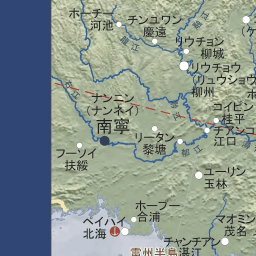 ホーチー
河池
チンユワン
慶遠
龍江
リウチョン
柳城
リウチョウ
(リュウショウ
柳州
右江
ナンニン
(ナンネイ)
南寧
コイピン
桂平
チアンコ
江口
リータン
黎塘
フーソイ
扶綏
ユーリン
玉林
ホープー
合浦
ペイハイ
北海
マオミン
茂名
チャンチアン
湛江
雷州半島